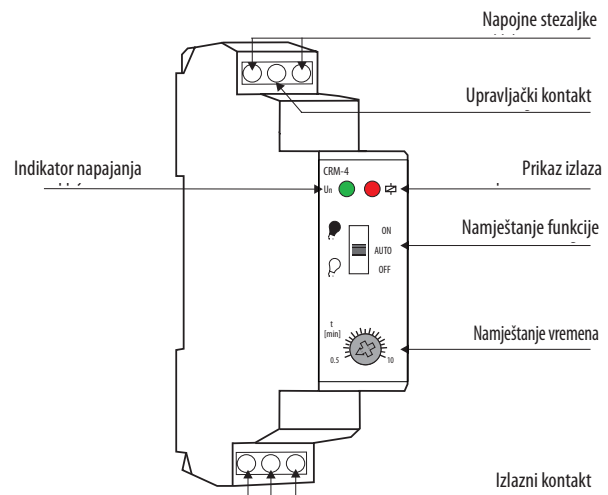 Napojne stezaljke
Upravljački kontakt
Indikator napajanja
CRM-4
Prikaz izlaza
Un
ON
Namještanje funkcije
AUTO
OFF
t
[min]
Namještanje vremena
0.5
10
Izlazni kontakt